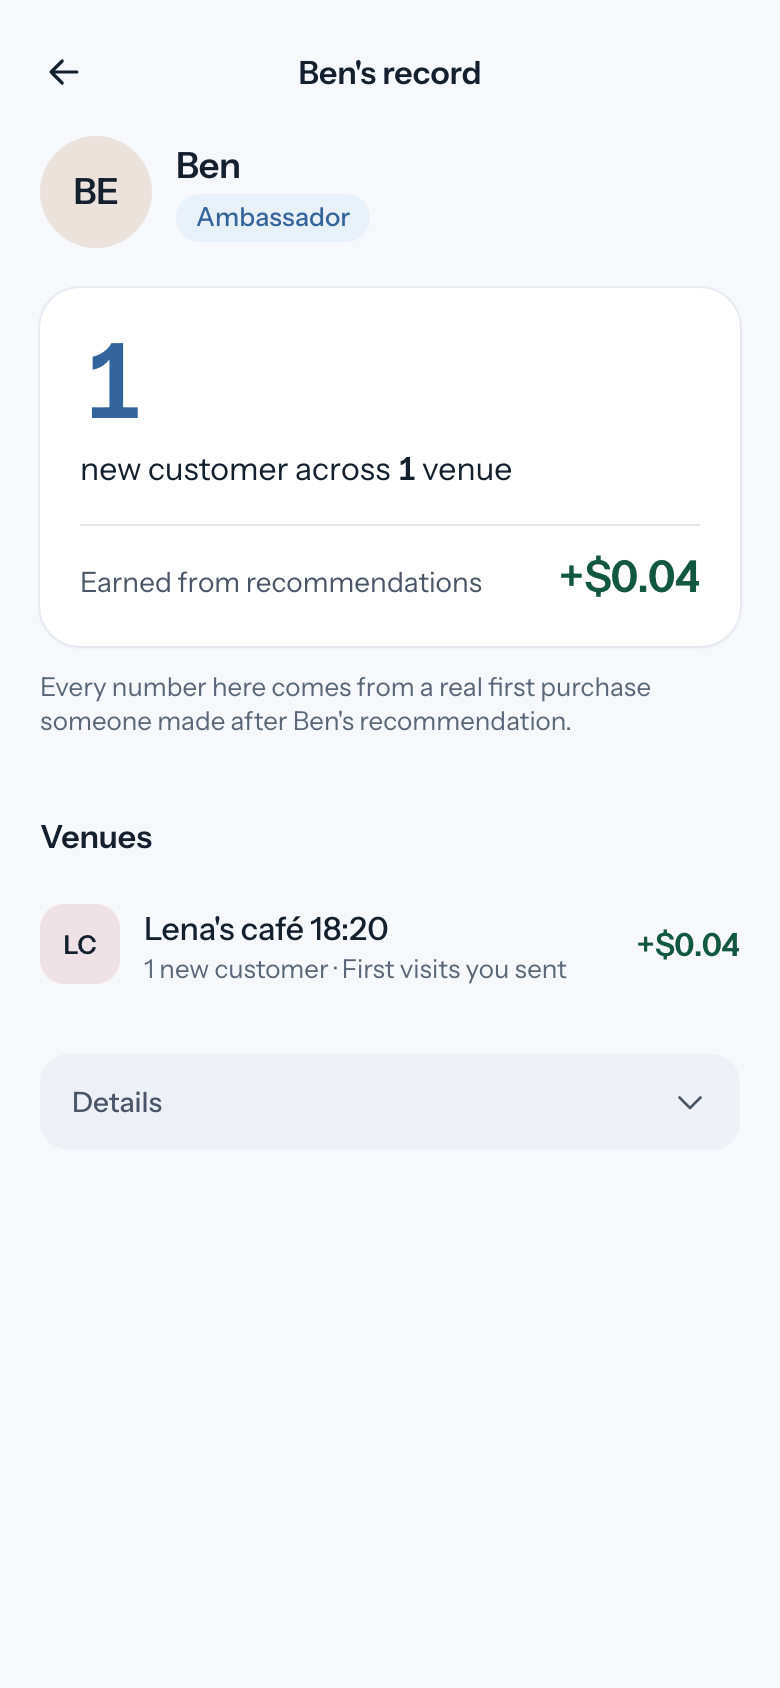 Ben's record
BE
Ben
Ambassador
1
new customer across 1 venue
Earned from recommendations +$0.04
Every number here comes from a real first purchase
someone made after Ben's recommendation.
Venues
LC
Lena's café 18:20
1 new customer · First visits you sent
+$0.04
Details